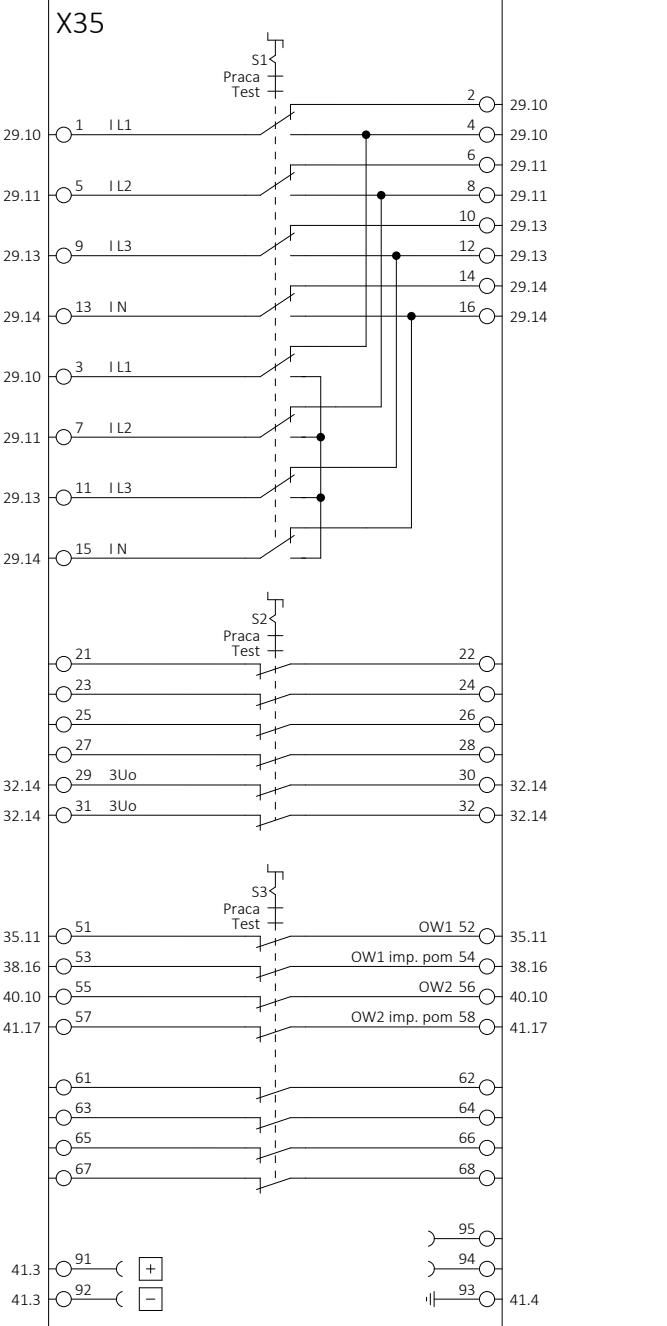 X35
S1
Praca
Test
2 29.10
29.10 1 I L1 4 29.10
6 29.11
29.11 5 I L2 8 29.11
10 29.13
29.13 9 I L3 12 29.13
14 29.14
29.14 13 I N 16 29.14
29.10 3 I L1
29.11 7 I L2
29.13 11 I L3
29.14 15 I N
S2
Praca
Test
21 22
23 24
25 26
27 28
32.14 29 3Uo 30 32.14
32.14 31 3Uo 32 32.14
S3
Praca
Test
35.11 51 OW1 52 35.11
38.16 53 OW1 imp. pom 54 38.16
40.10 55 OW2 56 40.10
41.17 57 OW2 imp. pom 58 41.17
61 62
63 64
65 66
67 68
95
41.3 91 + 94
41.3 92 − 93 41.4